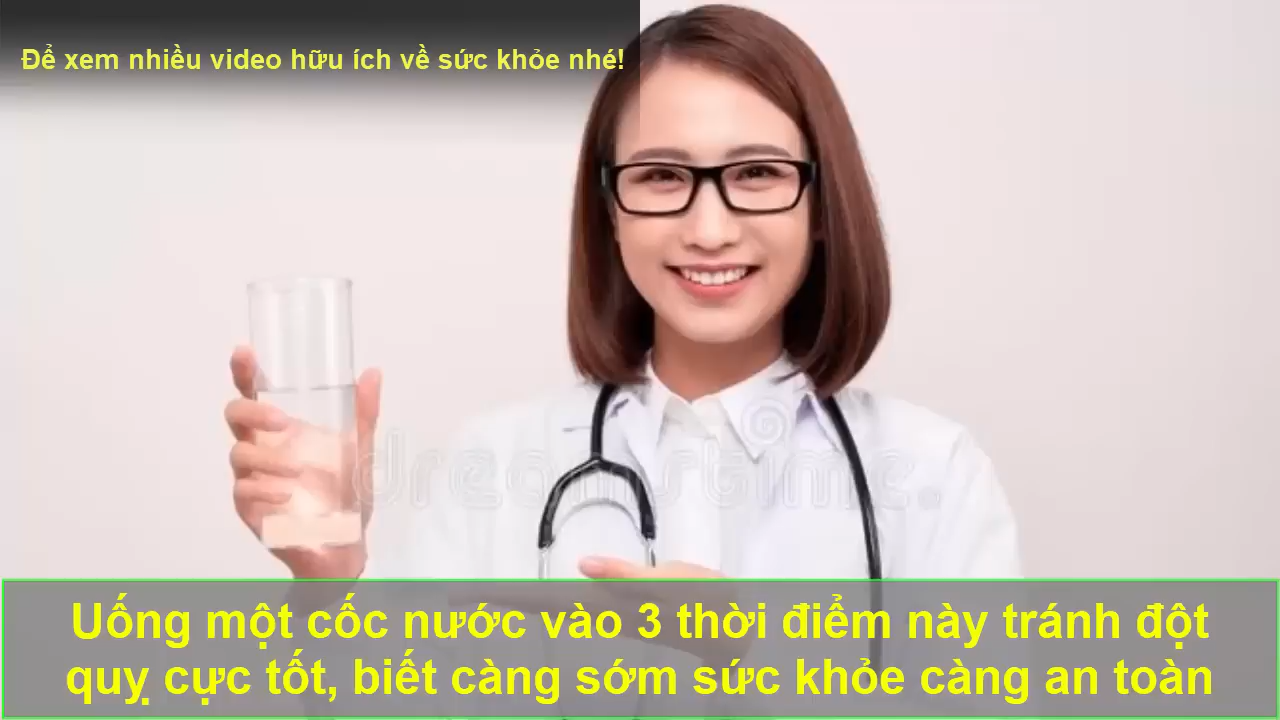 Để xem nhiều video hữu ích về sức khỏe nhé!
dreamstime.
Uống một cốc nước vào 3 thời điểm này tránh đột
quỵ cực tốt, biết càng sớm sức khỏe càng an toàn